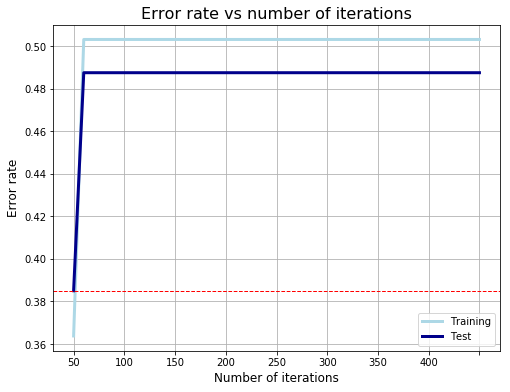 Error rate vs number of iterations
Error rate
0.50
0.48
0.46
0.44
0.42
0.40
0.38
0.36
50 100 150 200 250 300 350 400
Number of iterations
Training
Test